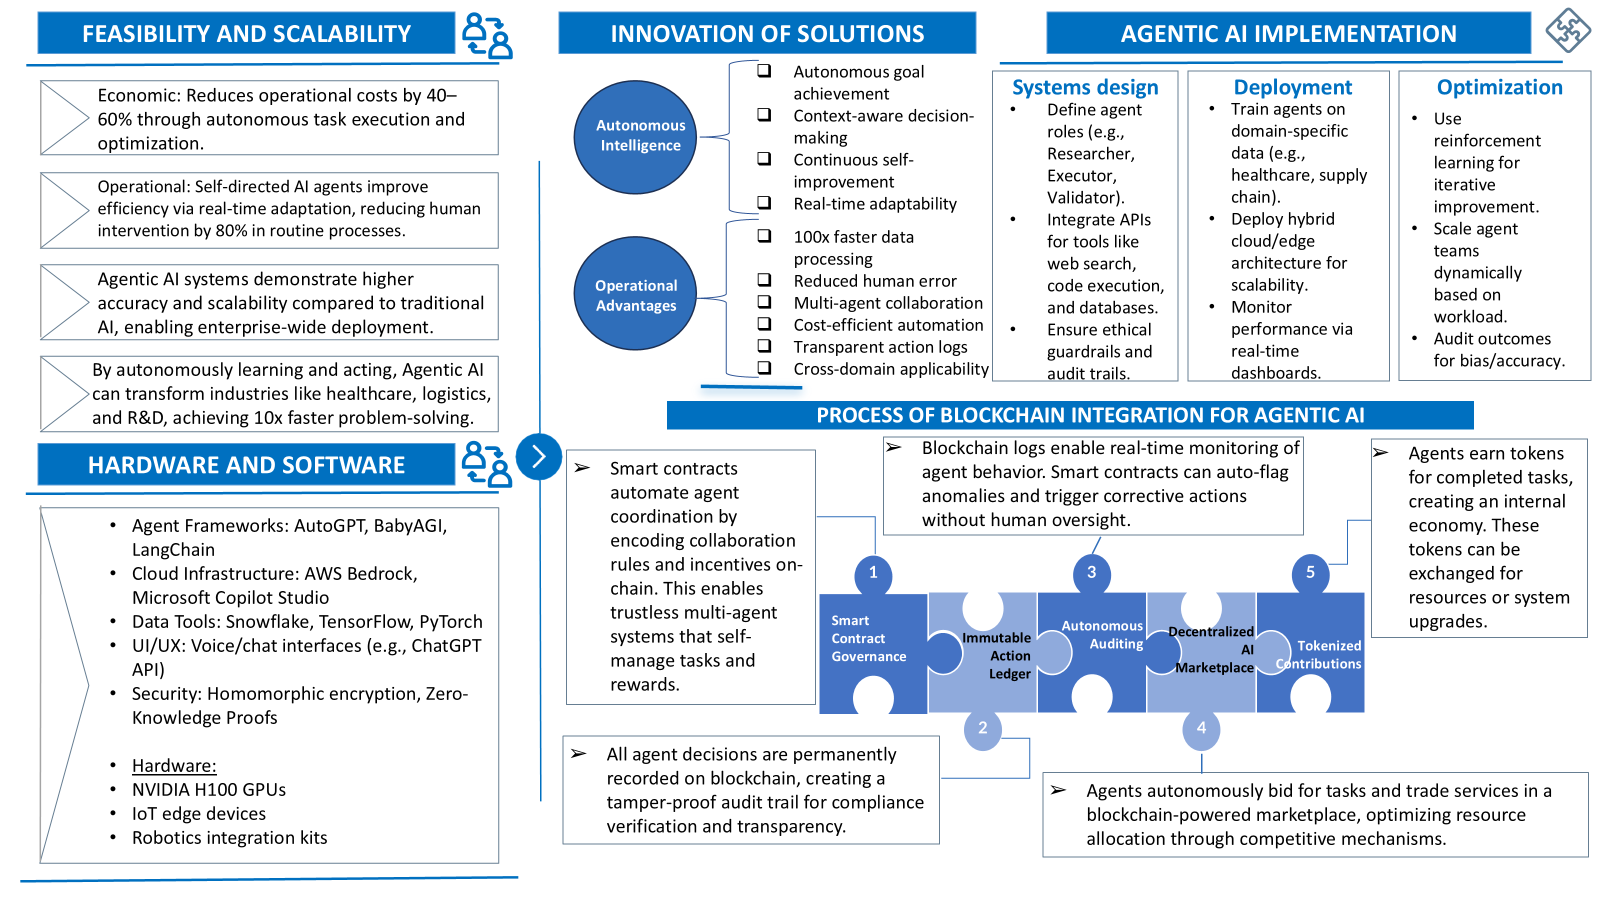 FEASIBILITY AND SCALABILITY
Economic: Reduces operational costs by 40–
60% through autonomous task execution and
optimization.
Operational: Self-directed AI agents improve
efficiency via real-time adaptation, reducing human
intervention by 80% in routine processes.
Agentic AI systems demonstrate higher
accuracy and scalability compared to traditional
AI, enabling enterprise-wide deployment.
By autonomously learning and acting, Agentic AI
can transform industries like healthcare, logistics,
and R&D, achieving 10x faster problem-solving.
HARDWARE AND SOFTWARE
• Agent Frameworks: AutoGPT, BabyAGI,
LangChain
• Cloud Infrastructure: AWS Bedrock,
Microsoft Copilot Studio
• Data Tools: Snowflake, TensorFlow, PyTorch
• UI/UX: Voice/chat interfaces (e.g., ChatGPT
API)
• Security: Homomorphic encryption, Zero-
Knowledge Proofs
• Hardware:
• NVIDIA H100 GPUs
• IoT edge devices
• Robotics integration kits
INNOVATION OF SOLUTIONS
Autonomous
Intelligence
❑ Autonomous goal
achievement
❑ Context-aware decision-
making
❑ Continuous self-
improvement
❑ Real-time adaptability
Operational
Advantages
❑ 100x faster data
processing
❑ Reduced human error
❑ Multi-agent collaboration
❑ Cost-efficient automation
❑ Transparent action logs
❑ Cross-domain applicability
AGENTIC AI IMPLEMENTATION
Systems design
• Define agent
roles (e.g.,
Researcher,
Executor,
Validator).
• Integrate APIs
for tools like
web search,
code execution,
and databases.
• Ensure ethical
guardrails and
audit trails.
Deployment
• Train agents on
domain-specific
data (e.g.,
healthcare, supply
chain).
• Deploy hybrid
cloud/edge
architecture for
scalability.
• Monitor
performance via
real-time
dashboards.
Optimization
• Use
reinforcement
learning for
iterative
improvement.
• Scale agent
teams
dynamically
based on
workload.
• Audit outcomes
for bias/accuracy.
PROCESS OF BLOCKCHAIN INTEGRATION FOR AGENTIC AI
➢ Smart contracts
automate agent
coordination by
encoding collaboration
rules and incentives on-
chain. This enables
trustless multi-agent
systems that self-
manage tasks and
rewards.
➢ Blockchain logs enable real-time monitoring of
agent behavior. Smart contracts can auto-flag
anomalies and trigger corrective actions
without human oversight.
➢ Agents earn tokens
for completed tasks,
creating an internal
economy. These
tokens can be
exchanged for
resources or system
upgrades.
1
3
5
Smart
Contract
Governance
Immutable
Action
Ledger
Autonomous
Auditing
Decentralized
AI
Marketplace
Tokenized
Contributions
2
4
➢ All agent decisions are permanently
recorded on blockchain, creating a
tamper-proof audit trail for compliance
verification and transparency.
➢ Agents autonomously bid for tasks and trade services in a
blockchain-powered marketplace, optimizing resource
allocation through competitive mechanisms.